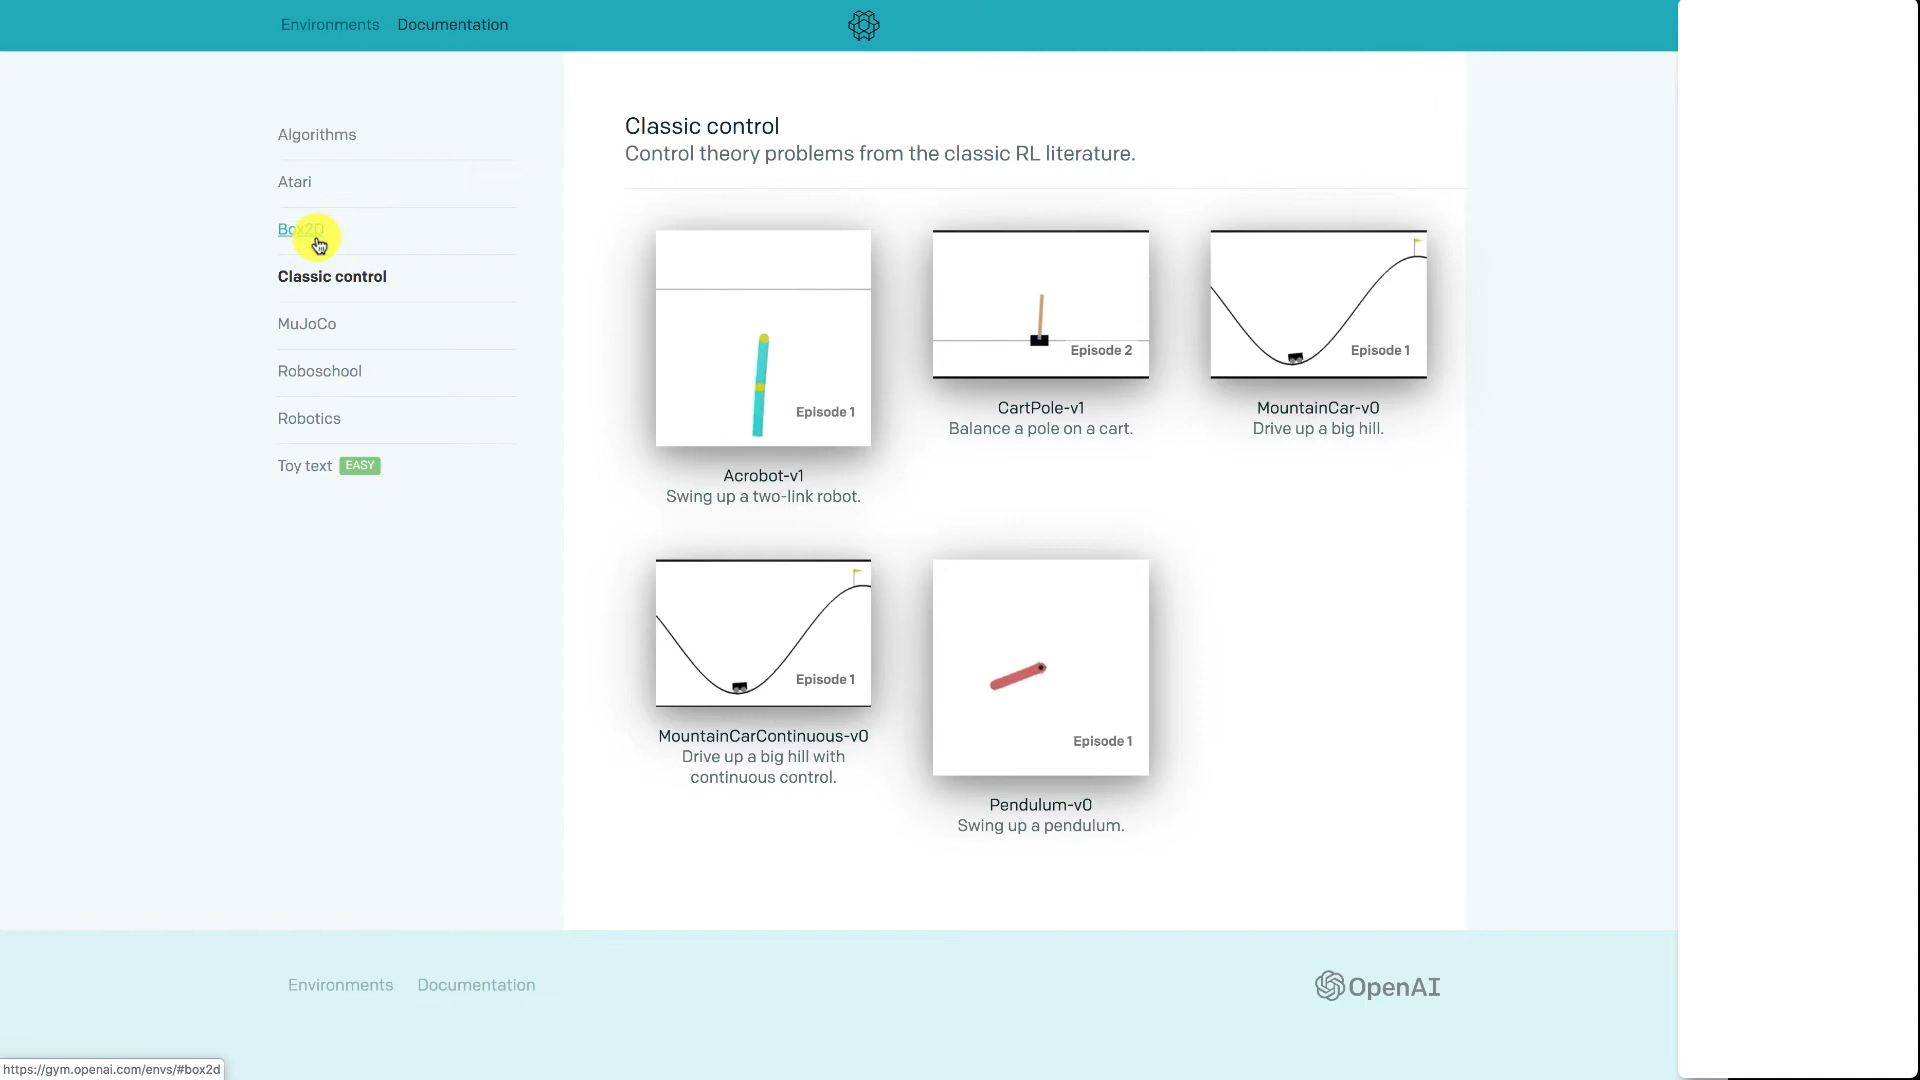 Environments Documentation
Algorithms
Atari
Box2D
Classic control
MuJoCo
Roboschool
Robotics
Toy text EASY
Classic control
Control theory problems from the classic RL literature.
Episode 1
Acrobot-v1
Swing up a two-link robot.
Episode 2
CartPole-v1
Balance a pole on a cart.
Episode 1
MountainCar-v0
Drive up a big hill.
Episode 1
MountainCarContinuous-v0
Drive up a big hill with
continuous control.
Episode 1
Pendulum-v0
Swing up a pendulum.
Environments Documentation
OpenAI
https://gym.openai.com/envs/#box2d